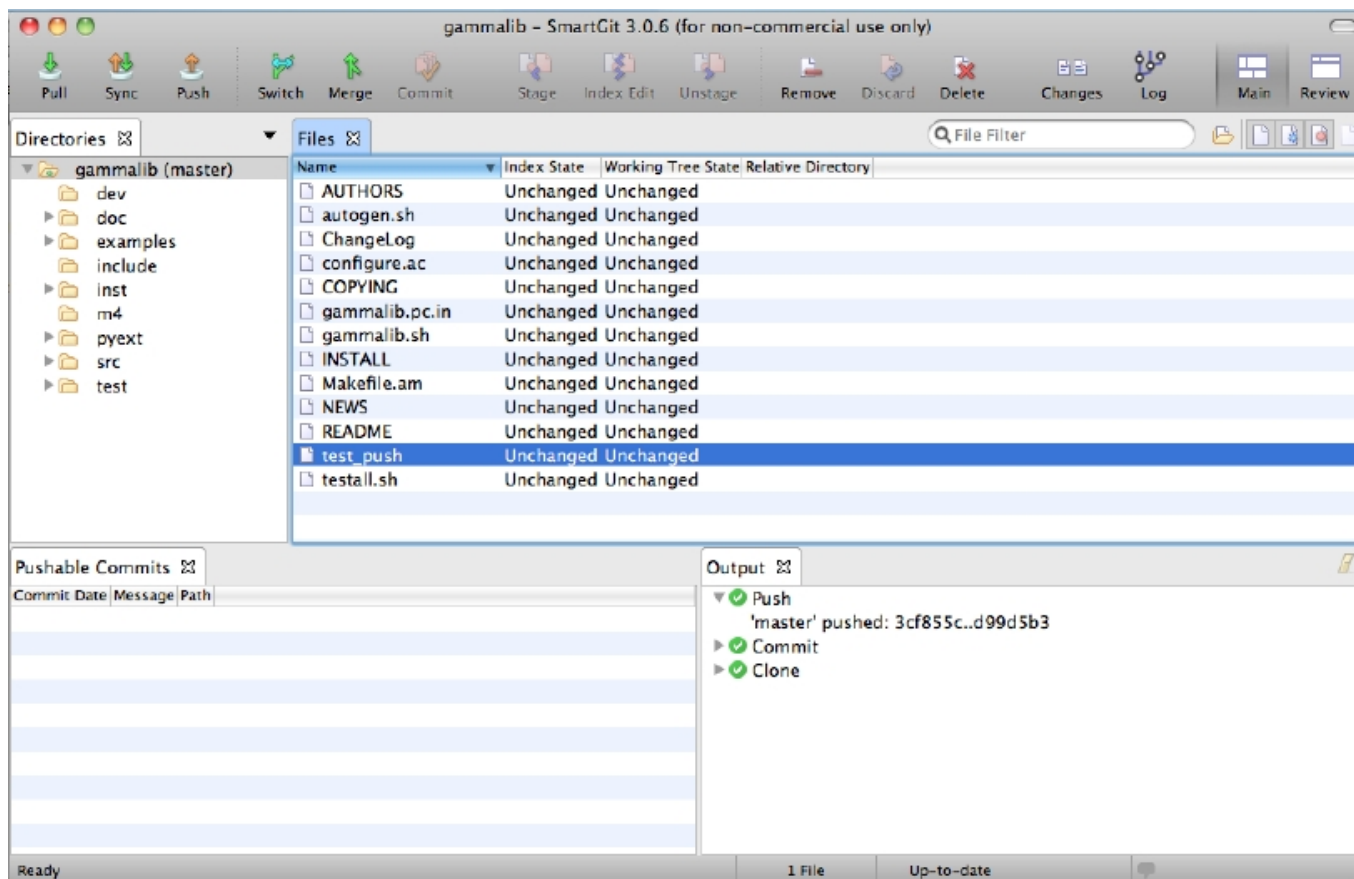 gammalib – SmartGit 3.0.6 (for non-commercial use only)
Pull Sync Push Switch Merge Commit Stage Index Edit Unstage Remove Discard Delete Changes Log Main Review
Directories Files File Filter
gammalib (master)
dev
doc
examples
include
inst
m4
pyext
src
test
Name Index State Working Tree State Relative Directory
AUTHORS Unchanged Unchanged
autogen.sh Unchanged Unchanged
ChangeLog Unchanged Unchanged
configure.ac Unchanged Unchanged
COPYING Unchanged Unchanged
gammalib.pc.in Unchanged Unchanged
gammalib.sh Unchanged Unchanged
INSTALL Unchanged Unchanged
Makefile.am Unchanged Unchanged
NEWS Unchanged Unchanged
README Unchanged Unchanged
test_push Unchanged Unchanged
testall.sh Unchanged Unchanged
Pushable Commits
Commit Date Message Path
Output
Push
'master' pushed: 3cf855c..d99d5b3
Commit
Clone
Ready 1 File Up-to-date